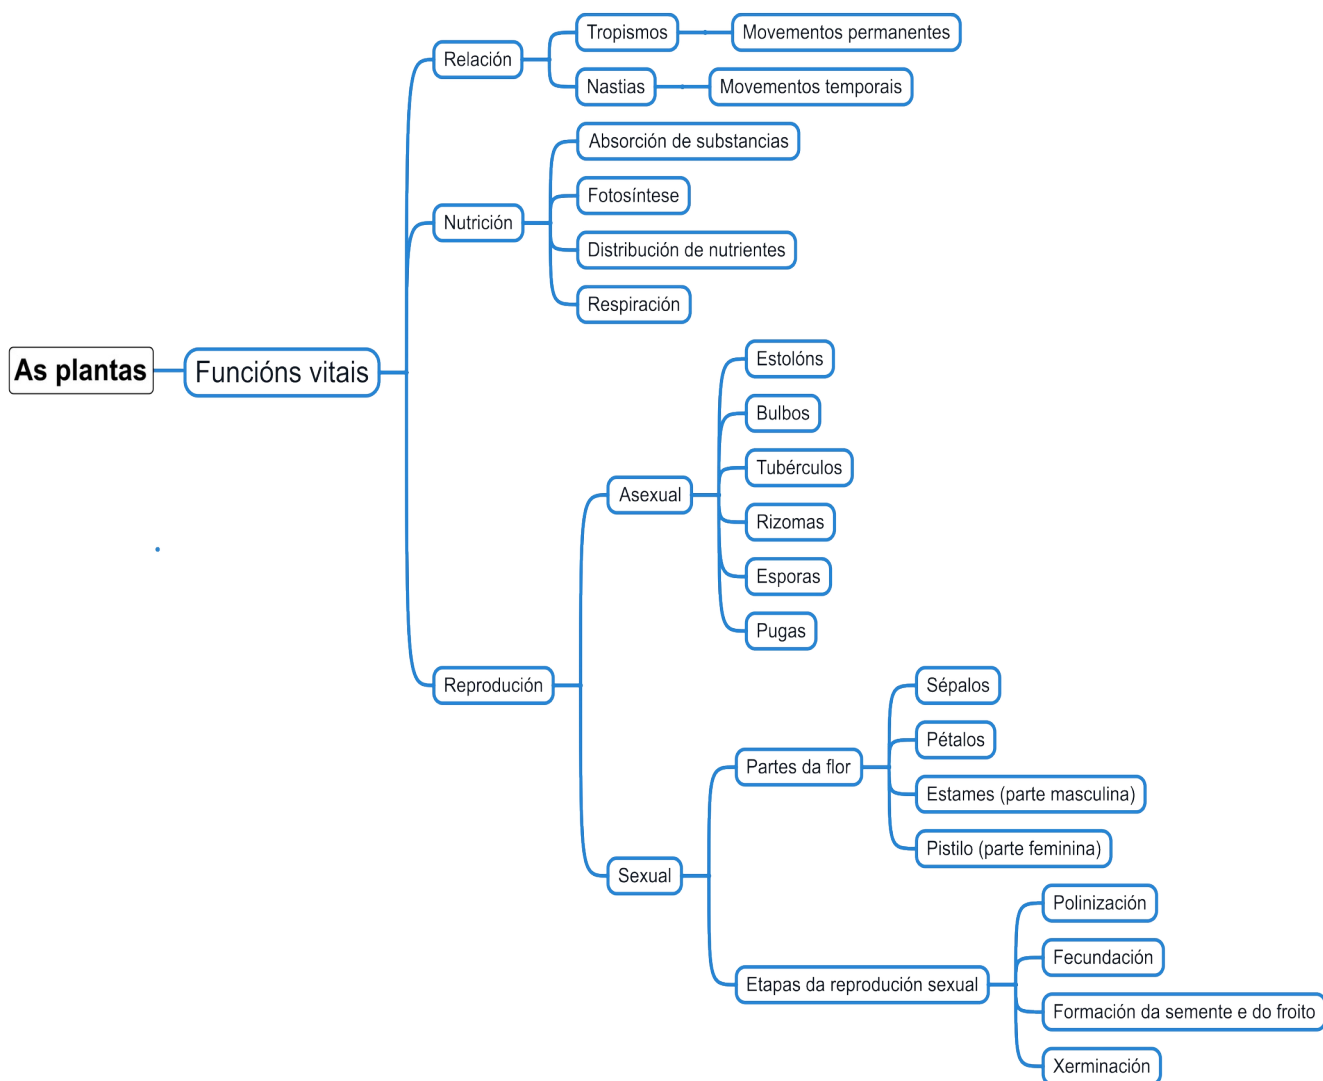 As plantas
Funcións vitais
Relación
Tropismos
Movementos permanentes
Nastias
Movementos temporais
Nutrición
Absorción de substancias
Fotosíntese
Distribución de nutrientes
Respiración
Reprodución
Asexual
Estolóns
Bulbos
Tubérculos
Rizomas
Esporas
Pugas
Sexual
Partes da flor
Sépalos
Pétalos
Estames (parte masculina)
Pistilo (parte feminina)
Etapas da reprodución sexual
Polinización
Fecundación
Formación da semente e do froito
Xerminación